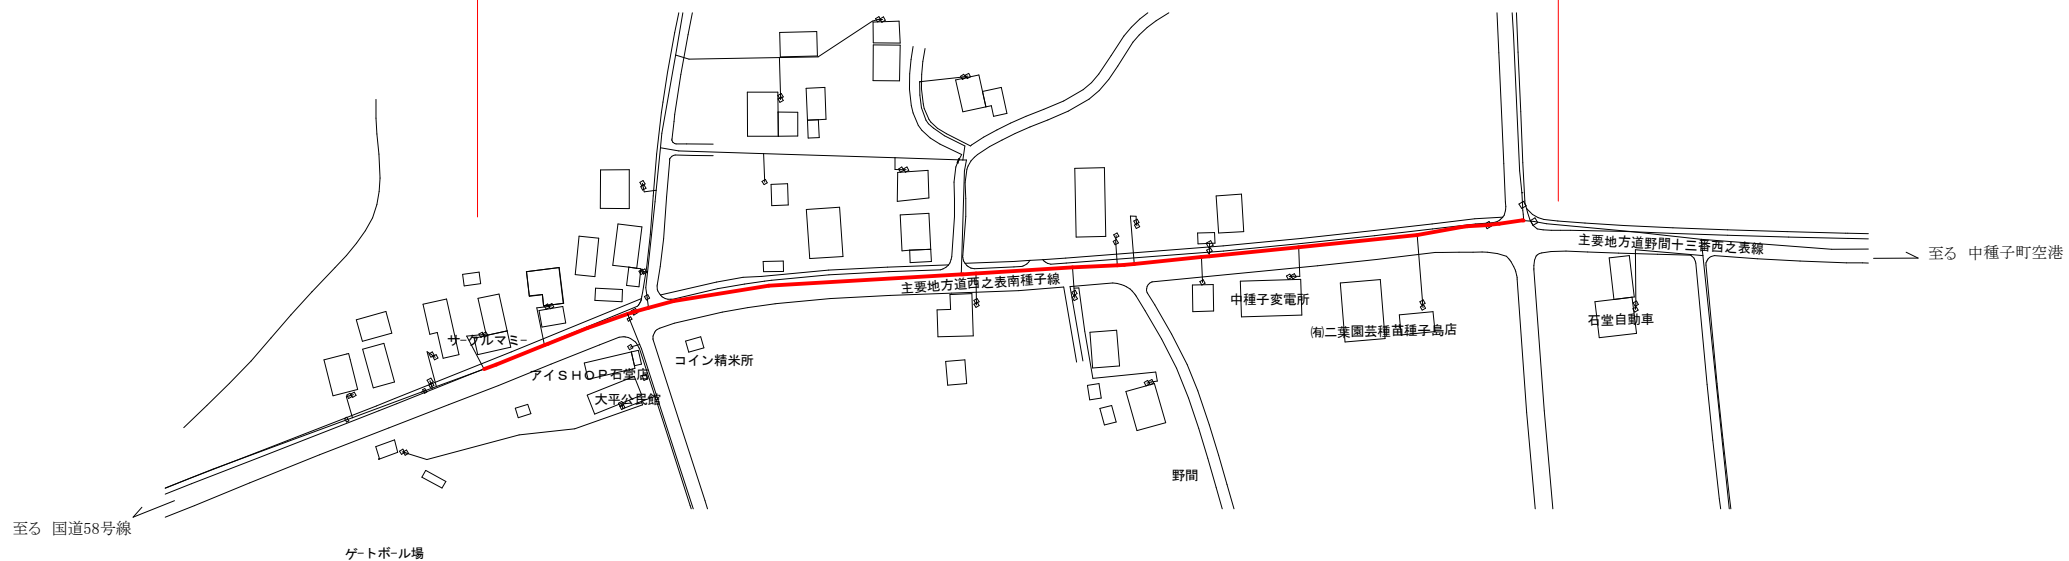 主要地方道野間十三番西之表線
至る 中種子町空港
主要地方道西之表南種子線
中種子変電所
石堂自動車
㈲二葉園芸種苗種子島店
サークルマミー
コイン精米所
アイSHOP石堂店
大平公民館
野間
至る 国道58号線
ゲートボール場